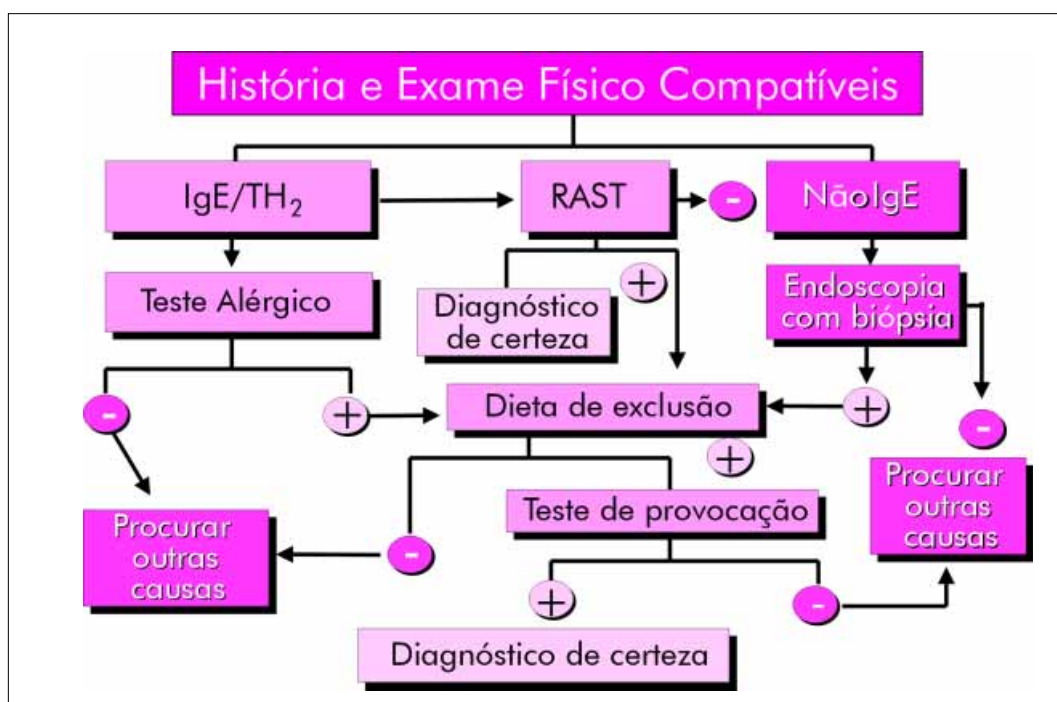 História e Exame Físico Compatíveis
IgE/TH2
RAST
-
NãoIgE
Teste Alérgico
Diagnóstico
de certeza
+
Endoscopia
com biópsia
-
+
Dieta de exclusão
+
-
+
Procurar
outras
causas
-
Teste de provocação
Procurar
outras
causas
+
-
Diagnóstico de certeza